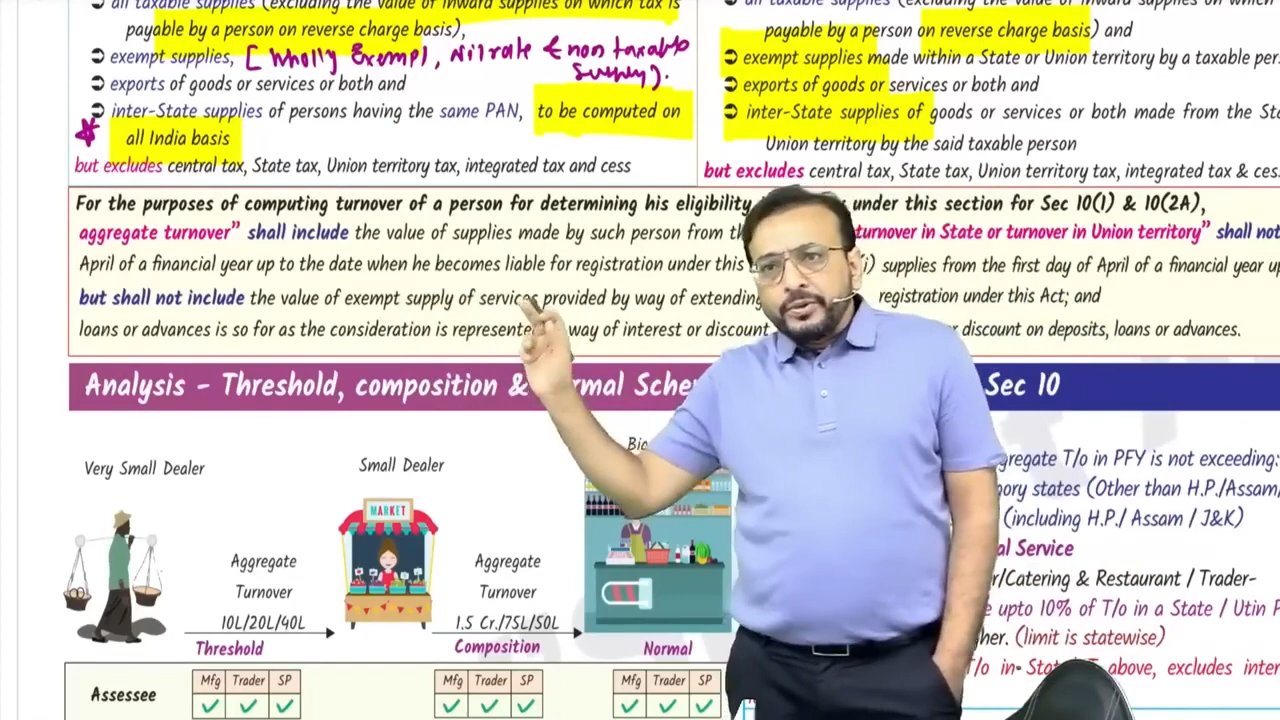 all taxable supplies (excluding the value of inward supplies on which tax is
payable by a person on reverse charge basis),
➲ exempt supplies, [Wholly Exempt, Nilrate & non taxable
supply).
➲ exports of goods or services or both and
➲ inter-State supplies of persons having the same PAN, to be computed on
all India basis
but excludes central tax, State tax, Union territory tax, integrated tax and cess
all taxable supplies (excluding the value of inward supplies on which
payable by a person on reverse charge basis) and
➲ exempt supplies made within a State or Union territory by a taxable
➲ exports of goods or services or both and
➲ inter-State supplies of goods or services or both made from the
Union territory by the said taxable person
but excludes central tax, State tax, Union territory tax, integrated tax & cess
For the purposes of computing turnover of a person for determining his eligibility under this section for Sec 10(1) & 10(2A),
aggregate turnover” shall include the value of supplies made by such person from
April of a financial year up to the date when he becomes liable for registration under this
but shall not include the value of exempt supply of services provided by way of extending
loans or advances is so for as the consideration is way of interest or discount
turnover in State or turnover in Union territory” shall not
supplies from the first day of April of a financial year
registration under this Act; and
discount on deposits, loans or advances.
Analysis - Threshold, composition & Sec 10
Very Small Dealer
Small Dealer
MARKET
Aggregate
Turnover
10L/20L/40L
Threshold
Aggregate
Turnover
1.5 Cr./75L/50L
Composition
Normal
T/o in PFY is not exceeding:
states (Other than H.P./Assam/
(including H.P./ Assam / J&K)
Service
/Catering & Restaurant / Trader-
upto 10% of T/o in a State /
(limit is statewise)
T/o in above, excludes
Assessee
Mfg Trader SP
✓ ✓ ✓
Mfg Trader SP
✓ ✓ ✓
Mfg Trader SP
✓ ✓ ✓